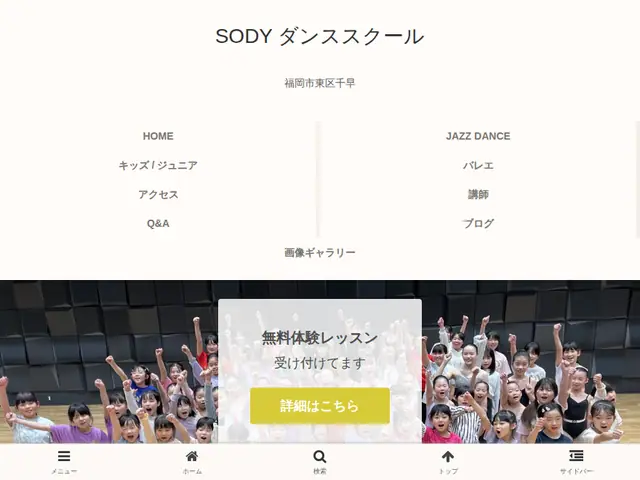 SODY ダンススクール
福岡市東区千早
HOME
JAZZ DANCE
キッズ / ジュニア
バレエ
アクセス
講師
Q&A
ブログ
画像ギャラリー
無料体験レッスン
受け付けてます
詳細はこちら
メニュー
ホーム
検索
トップ
サイドバー